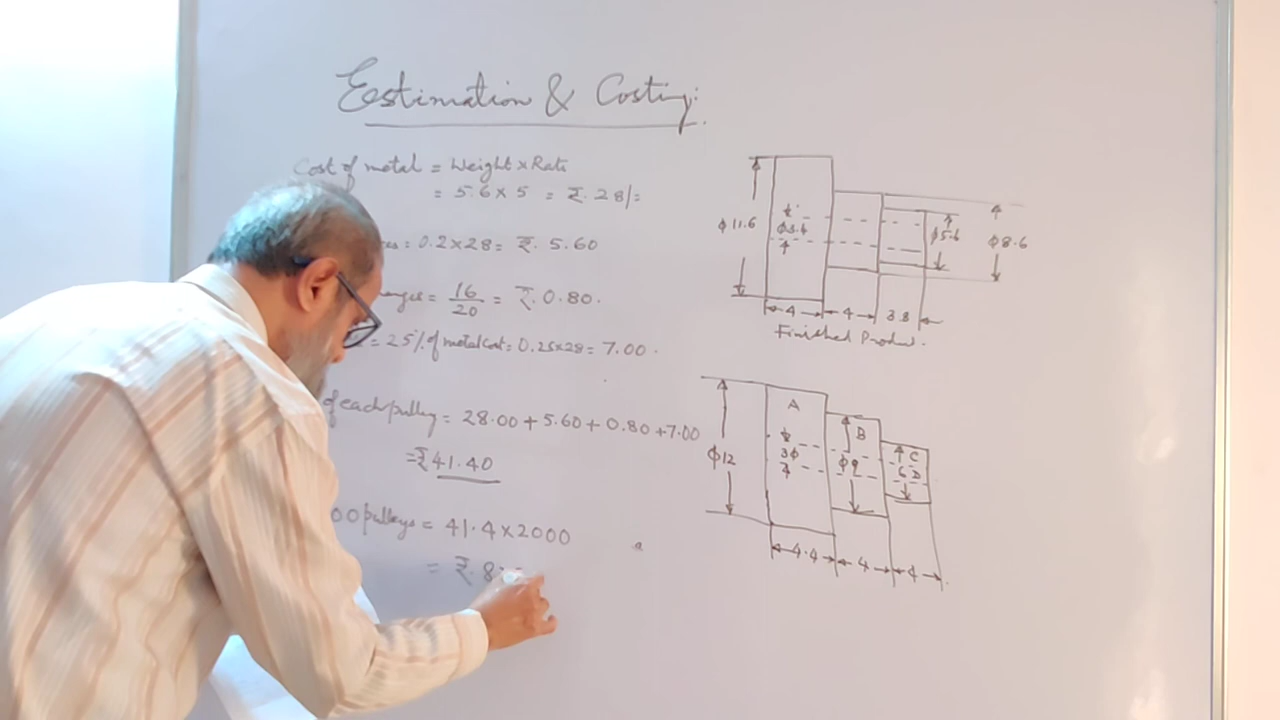 Estimation & Costing:
Cost of metal = Weight × Rate
= 5.6 × 5 = ₹. 28/=
: 0.2×28 = ₹. 5.60
= 16/20 = ₹. 0.80.
= 25% of metal cost = 0.25×28 = 7.00.
of each pulley = 28.00 + 5.60 + 0.80 + 7.00
= ₹ 41.40
00 pulleys = 41.4 × 2000
= ₹. 8
ϕ11.6
ϕ3.4
ϕ5.6
ϕ8.6
4
4
3.8
Finished Product.
A
B
C
ϕ12
3ϕ
ϕ9
6D
4.4
4
4